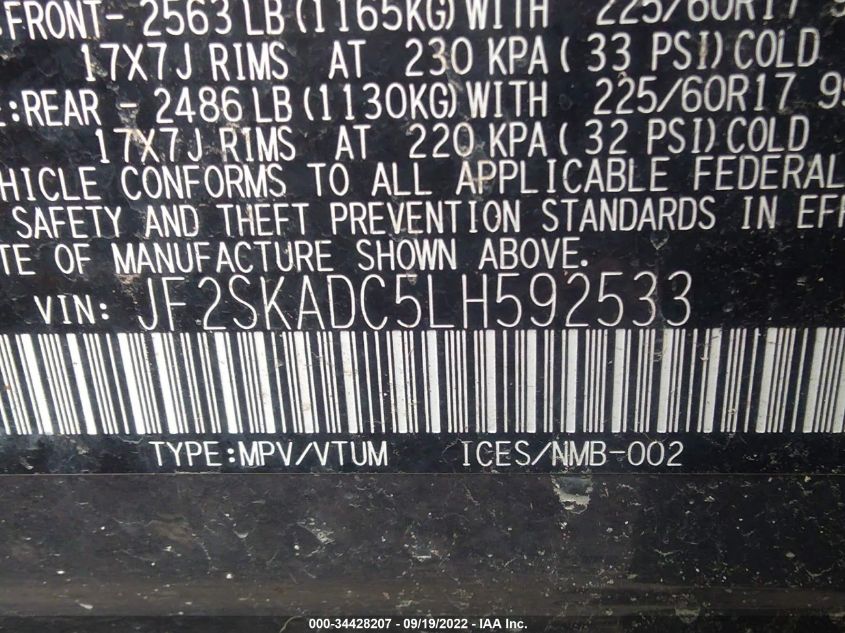 FRONT- 2563 LB (1165KG) WITH 225/60R17
17X7J RIMS AT 230 KPA ( 33 PSI) COLD
:REAR - 2486 LB (1130KG) WITH 225/60R17
17X7J RIMS AT 220 KPA ( 32 PSI) COLD
CONFORMS TO ALL APPLICABLE FEDERAL
SAFETY AND THEFT PREVENTION STANDARDS IN
OF MANUFACTURE SHOWN ABOVE.
VIN: JF2SKADC5LH592533
TYPE:MPV/VTUM ICES/NMB-002
000-34428207 - 09/19/2022 - IAA Inc.